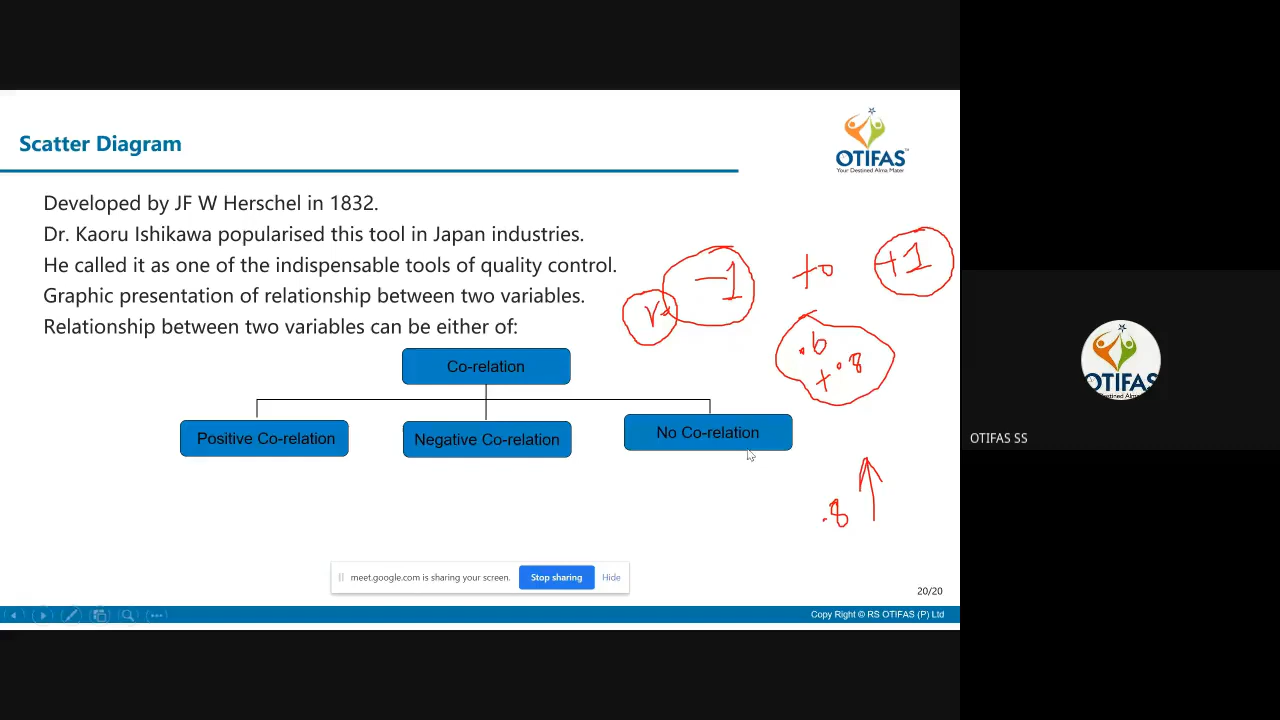 Scatter Diagram
OTIFAS
Your Destined Alma Mater
Developed by JF W Herschel in 1832.
Dr. Kaoru Ishikawa popularised this tool in Japan industries.
He called it as one of the indispensable tools of quality control.
Graphic presentation of relationship between two variables.
Relationship between two variables can be either of:
r -1 to +1
.6
+.8
Co-relation
Positive Co-relation
Negative Co-relation
No Co-relation
.8
OTIFAS
OTIFAS SS
meet.google.com is sharing your screen. Stop sharing Hide
20/20
Copy Right © RS OTIFAS (P) Ltd